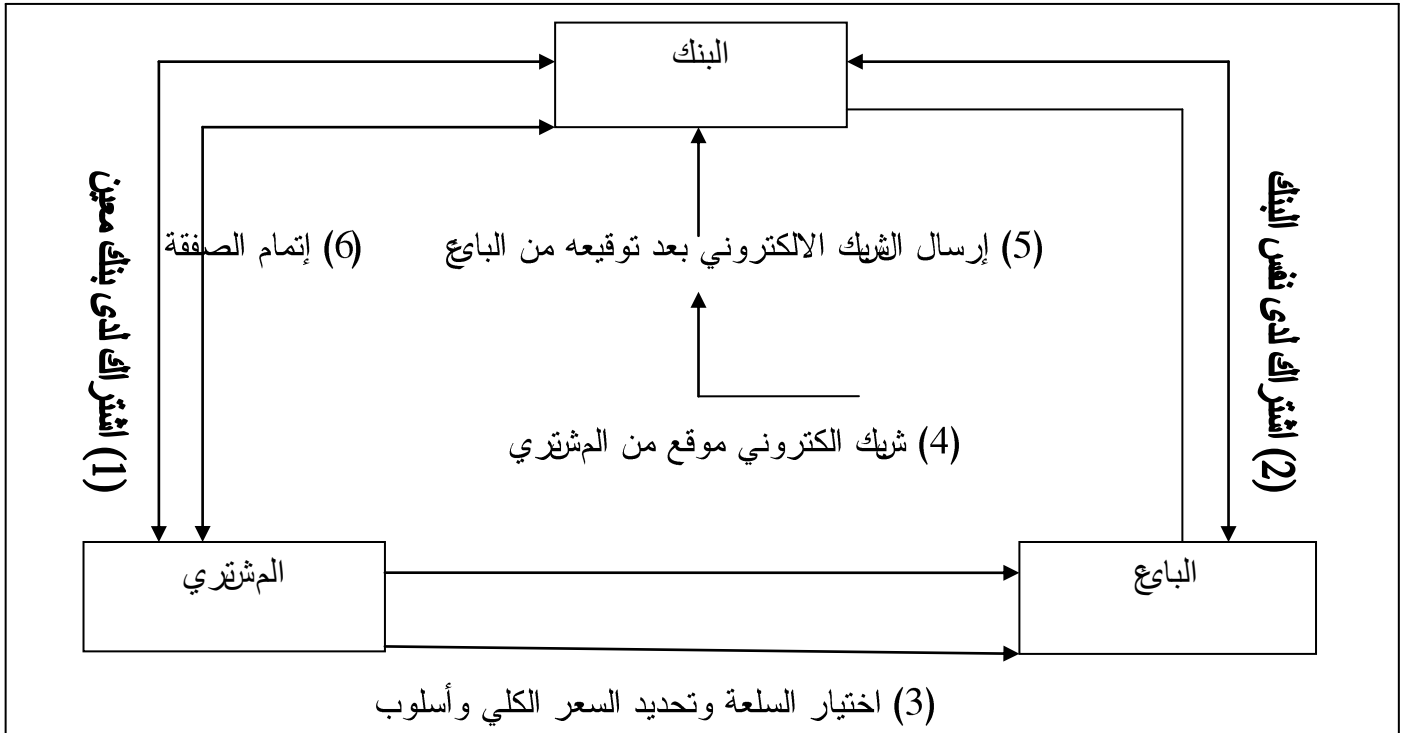 البنك
(1) اشتراك لدى بنك معين
(2) اشتراك لدى نفس البنك
(5) إرسال الشيك الالكتروني بعد توقيعه من البائع
(6) إتمام الصفقة
(4) شيك الكتروني موقع من المشتري
المشتري
البائع
(3) اختيار السلعة وتحديد السعر الكلي وأسلوب